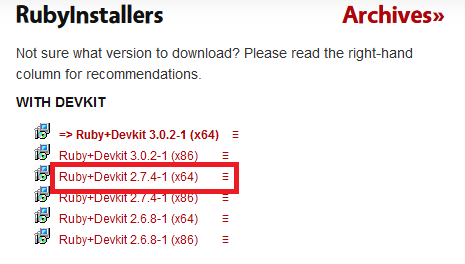 RubyInstallers Archives»
Not sure what version to download? Please read the right-hand
column for recommendations.
WITH DEVKIT
=> Ruby+Devkit 3.0.2-1 (x64) ≡
Ruby+Devkit 3.0.2-1 (x86) ≡
Ruby+Devkit 2.7.4-1 (x64) ≡
Ruby+Devkit 2.7.4-1 (x86) ≡
Ruby+Devkit 2.6.8-1 (x64) ≡
Ruby+Devkit 2.6.8-1 (x86) ≡